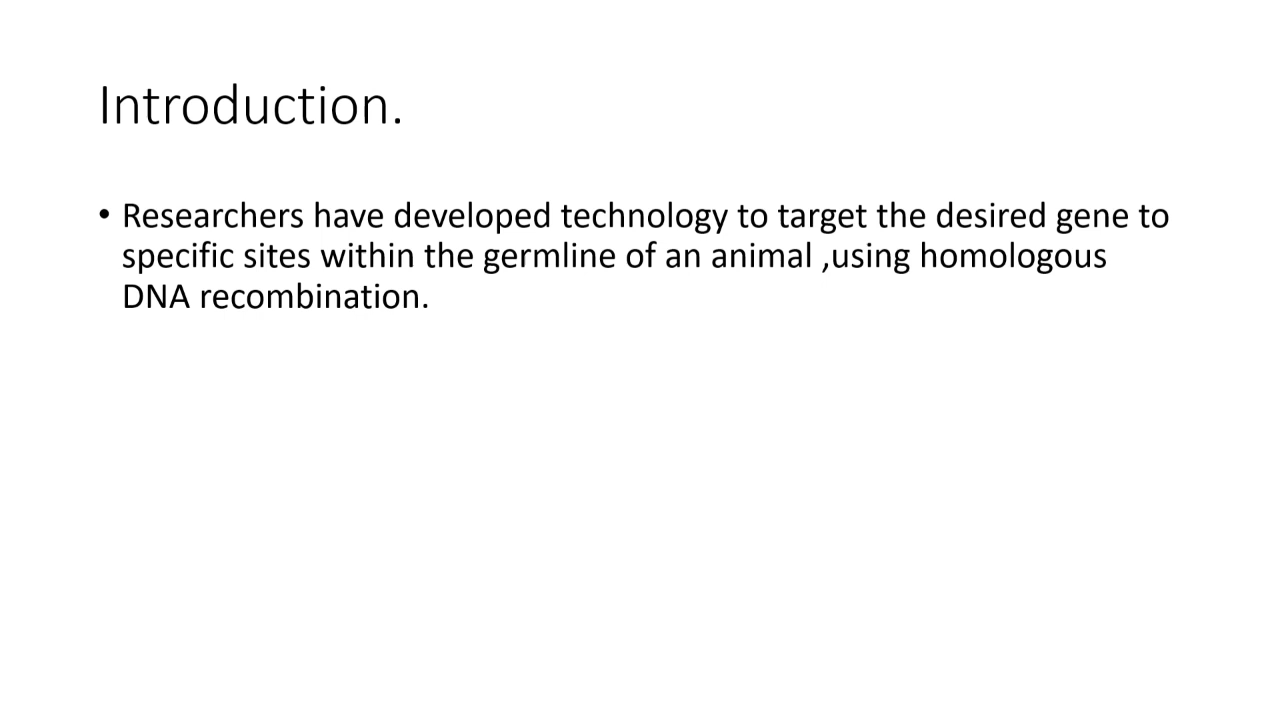 Introduction.
• Researchers have developed technology to target the desired gene to
specific sites within the germline of an animal ,using homologous
DNA recombination.